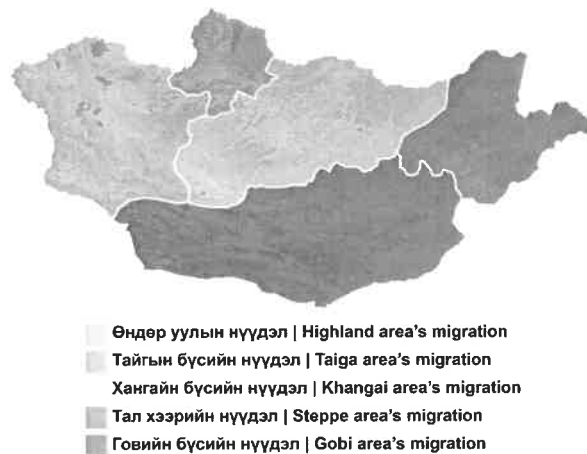 Өндөр уулын нүүдэл | Highland area's migration
Тайгын бүсийн нүүдэл | Taiga area's migration
Хангайн бүсийн нүүдэл | Khangai area's migration
Тал хээрийн нүүдэл | Steppe area's migration
Говийн бүсийн нүүдэл | Gobi area's migration